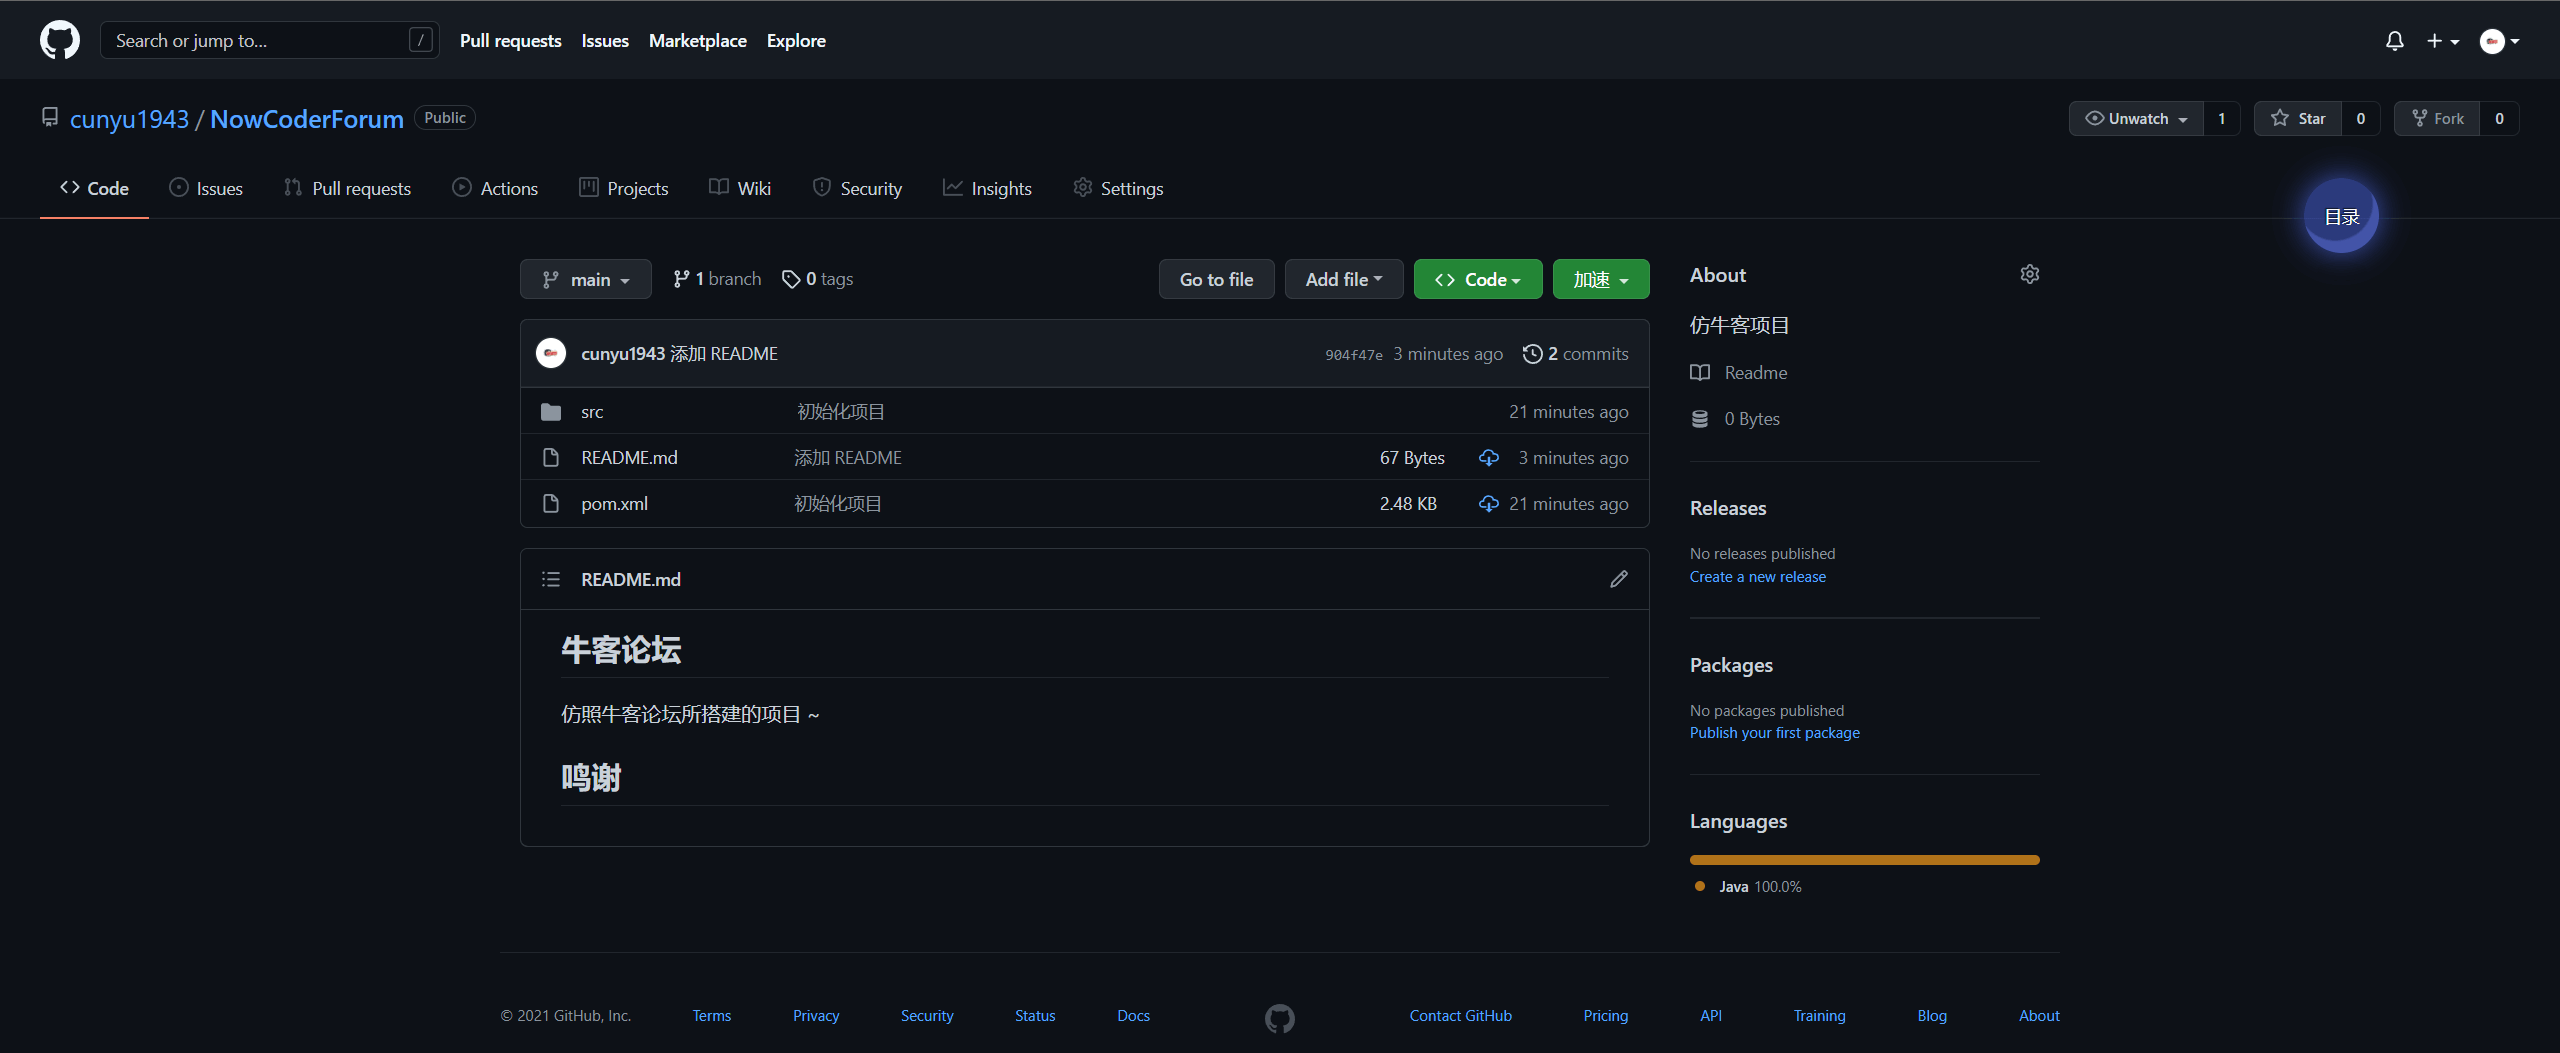 Search or jump to... / Pull requests Issues Marketplace Explore
cunyu1943 / NowCoderForum Public Unwatch 1 Star 0 Fork 0
Code Issues Pull requests Actions Projects Wiki Security Insights Settings
目录
main 1 branch 0 tags Go to file Add file Code 加速
cunyu1943 添加 README 904f47e 3 minutes ago 2 commits
src 初始化项目 21 minutes ago
README.md 添加 README 67 Bytes 3 minutes ago
pom.xml 初始化项目 2.48 KB 21 minutes ago
README.md
牛客论坛
仿照牛客论坛所搭建的项目 ~
鸣谢
About
仿牛客项目
Readme
0 Bytes
Releases
No releases published
Create a new release
Packages
No packages published
Publish your first package
Languages
Java 100.0%
© 2021 GitHub, Inc. Terms Privacy Security Status Docs Contact GitHub Pricing API Training Blog About